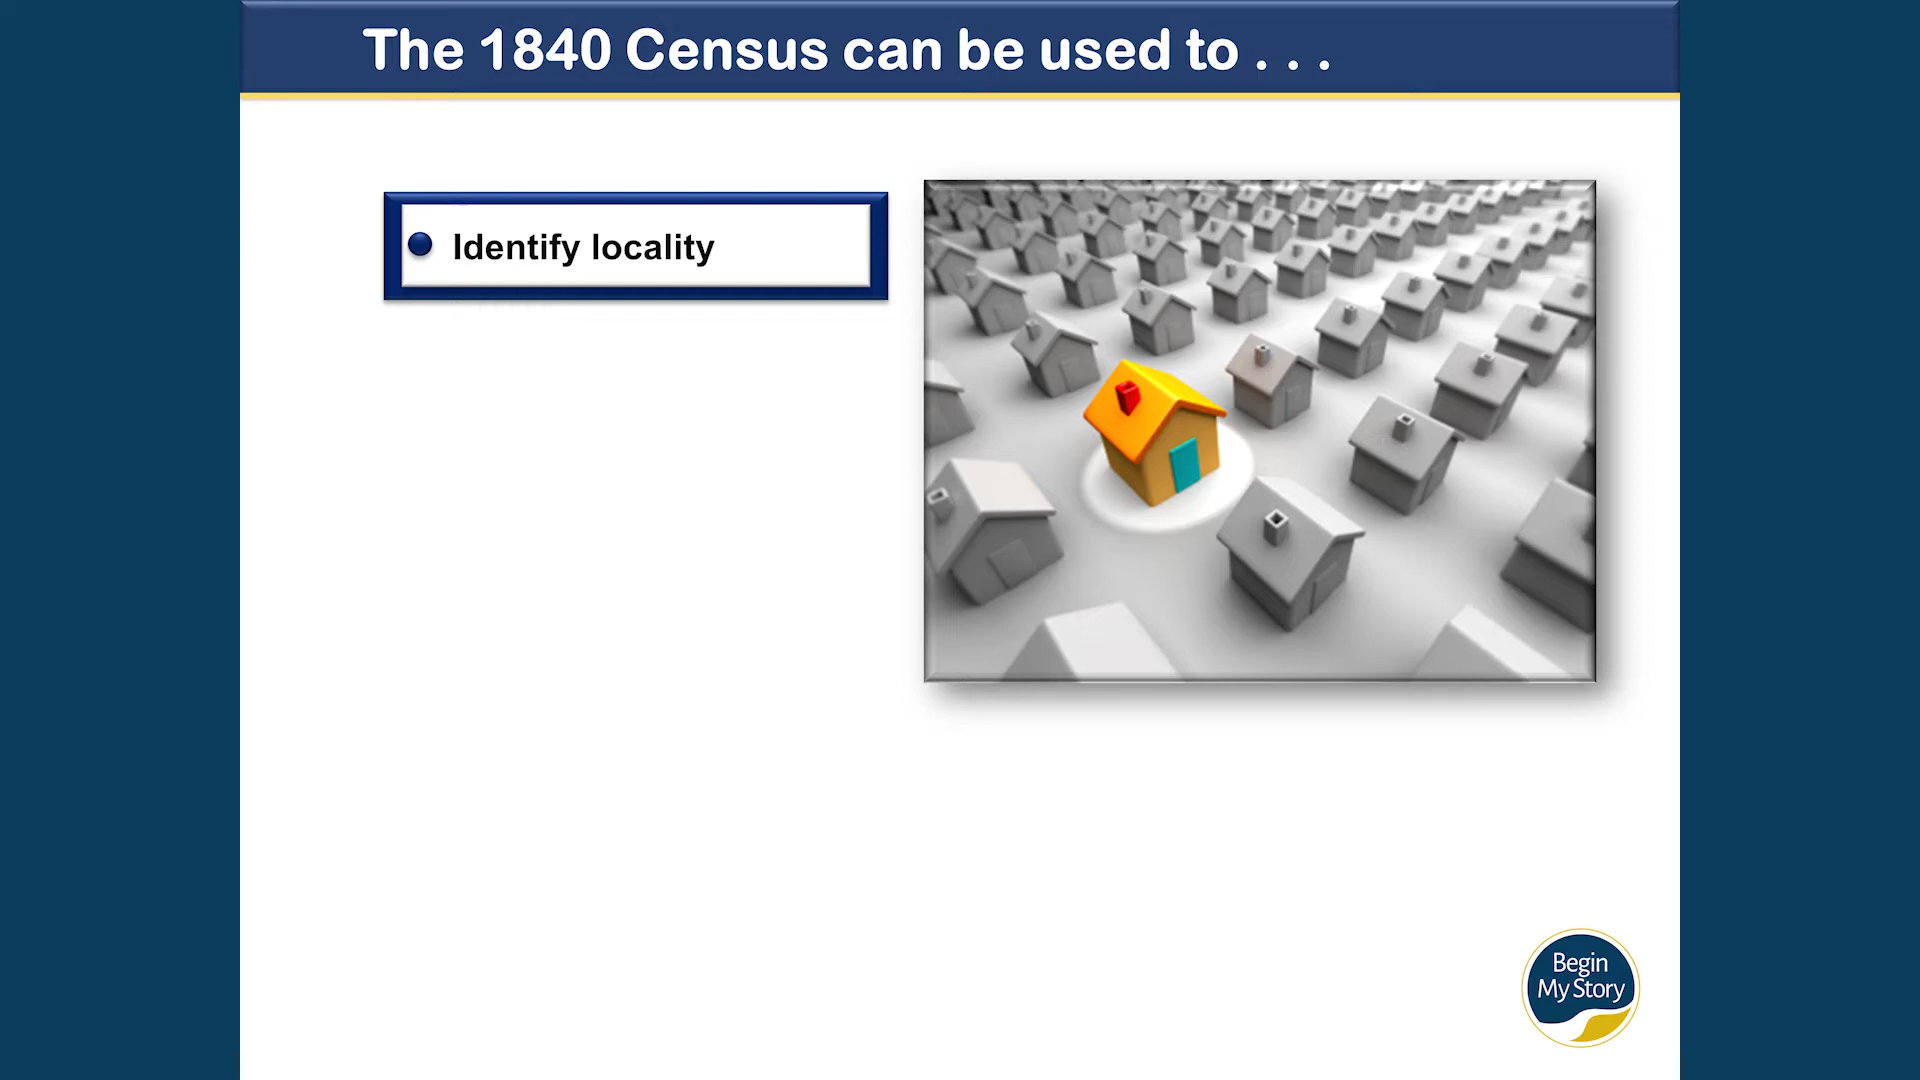 The 1840 Census can be used to . . .
Identify locality
Begin
My Story